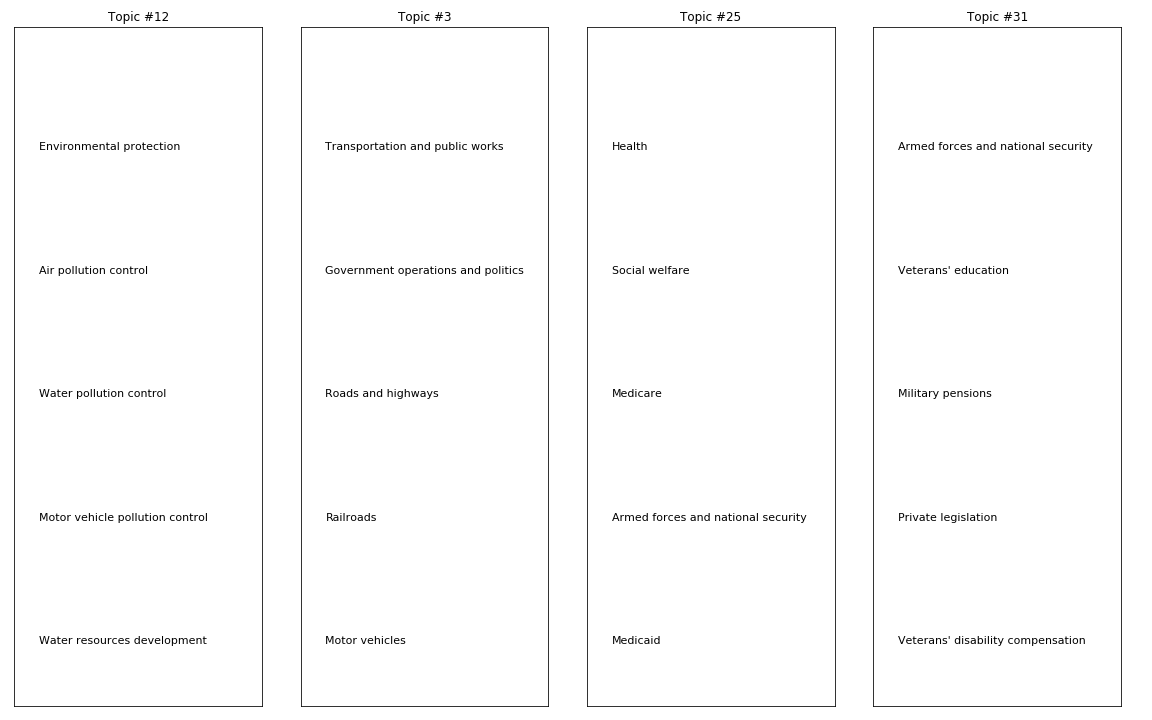 Topic #12
Environmental protection
Air pollution control
Water pollution control
Motor vehicle pollution control
Water resources development
Topic #3
Transportation and public works
Government operations and politics
Roads and highways
Railroads
Motor vehicles
Topic #25
Health
Social welfare
Medicare
Armed forces and national security
Medicaid
Topic #31
Armed forces and national security
Veterans' education
Military pensions
Private legislation
Veterans' disability compensation